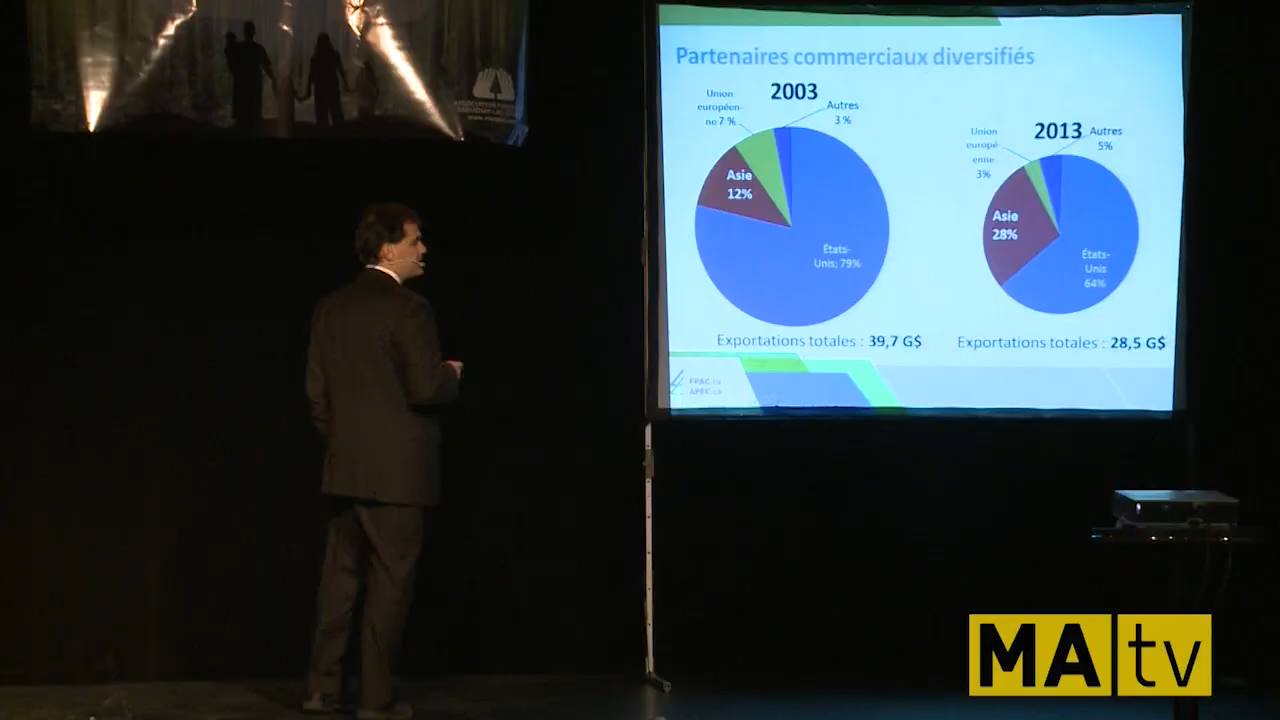 Partenaires commerciaux diversifiés
2003
Union
européen-
ne 7 %
Autres
3 %
Asie
12%
États-
Unis; 79%
Exportations totales : 39,7 G$
2013
Union
europé
enne
3%
Autres
5%
Asie
28%
États-
Unis
64%
Exportations totales : 28,5 G$
FPAC.ca
APFC.ca
MAtv